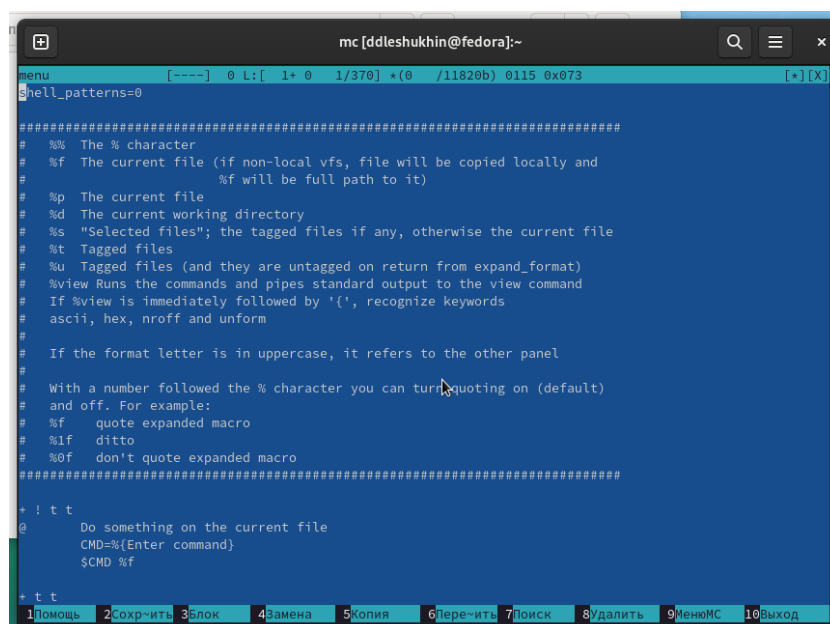 mc [ddleshukhin@fedora]:~
menu [----] 0 L:[ 1+ 0 1/370] *(0 /11820b) 0115 0x073 [*][X]
shell_patterns=0
###############################################################################
# %% The % character
# %f The current file (if non-local vfs, file will be copied locally and
# %f will be full path to it)
# %p The current file
# %d The current working directory
# %s "Selected files"; the tagged files if any, otherwise the current file
# %t Tagged files
# %u Tagged files (and they are untagged on return from expand_format)
# %view Runs the commands and pipes standard output to the view command
# If %view is immediately followed by '{', recognize keywords
# ascii, hex, nroff and unform
#
# If the format letter is in uppercase, it refers to the other panel
#
# With a number followed the % character you can turn quoting on (default)
# and off. For example:
# %f quote expanded macro
# %1f ditto
# %0f don't quote expanded macro
###############################################################################
+ ! t t
@ Do something on the current file
CMD=%{Enter command}
$CMD %f
+ t t
1Помощь 2Сохр~ить 3Блок 4Замена 5Копия 6Пере~ить 7Поиск 8Удалить 9МенюMC 10Выход